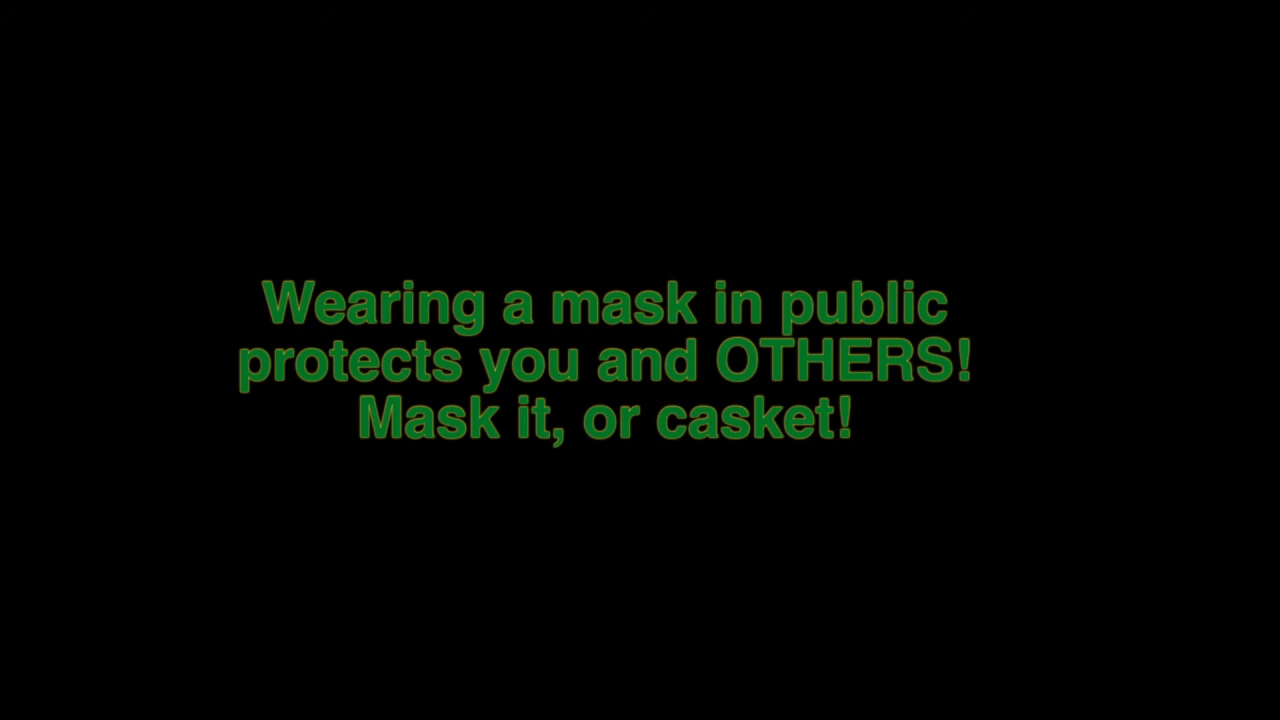 Wearing a mask in public
protects you and OTHERS!
Mask it, or casket!